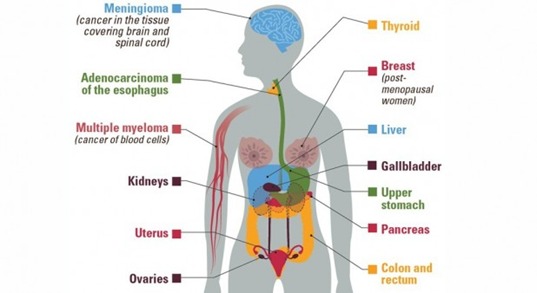 Meningioma
(cancer in the tissue
covering brain and
spinal cord)
Adenocarcinoma
of the esophagus
Multiple myeloma
(cancer of blood cells)
Kidneys
Uterus
Ovaries
Thyroid
Breast
(post-
menopausal
women)
Liver
Gallbladder
Upper
stomach
Pancreas
Colon and
rectum